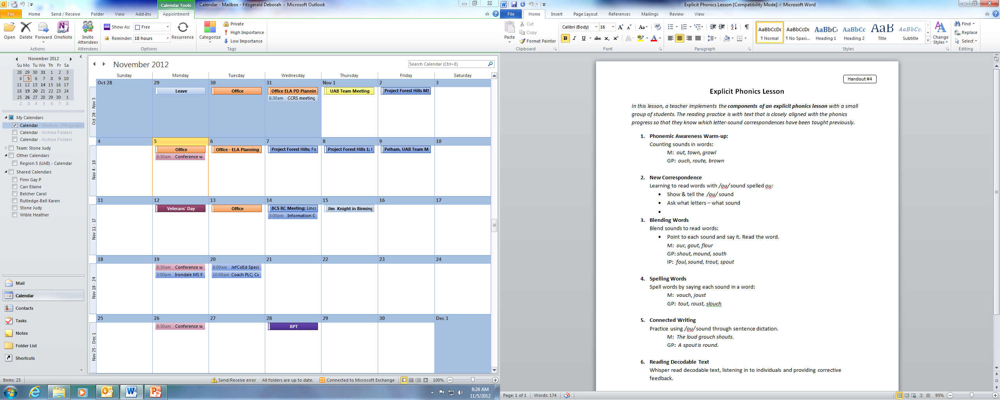 Calendar Tools
Calendar - Mailbox - Fitzgerald Deborah - Microsoft Outlook
File Home Send / Receive Folder View Add-Ins Appointment
Open Delete Forward OneNote
Actions
Invite Attendees
Attendees
Show As: Free
Reminder: 18 hours
Recurrence
Options
Categorize
Private
High Importance
Low Importance
Tags
November 2012
Su Mo Tu We Th Fr Sa
28 29 30 31 1 2 3
4 5 6 7 8 9 10
11 12 13 14 15 16 17
18 19 20 21 22 23 24
25 26 27 28 29 30 1
2 3 4 5 6 7 8
My Calendars
Calendar - Mailbox - Fitzgerald D
Calendar - Archive Folders
Calendar - Archive Folders
Team: Stone Judy
Other Calendars
Region 5 (UAB) - Calendar
Shared Calendars
Finn Gay P
Carr Elaine
Belcher Carol
Rutledge-Bell Karen
Stone Judy
Wible Heather
Mail
Calendar
Contacts
Tasks
Notes
Folder List
Shortcuts
November 2012
Search Calendar (Ctrl+E)
Sunday Monday Tuesday Wednesday Thursday Friday Saturday
Oct 28 - Nov 3
Oct 28 29 30 31 Nov 1 2 3
Leave Office Office ELA PD Plannin UAB Team Meeting Project Forest Hills MS
8:30am CCRS meeting
Nov 4 - 10
4 5 6 7 8 9 10
Office Office - ELA Planning Project Forest Hills; Fo Project Forest Hills 1; F Pelham, UAB Team M
8:30am Conference w
Nov 11 - 17
11 12 13 14 15 16 17
Veterans' Day Office BCS RC Meeting; Linc Jim Knight in Birming
3:00pm Information G
Nov 18 - 24
18 19 20 21 22 23 24
8:30am Conference w 8:00am JefCoEd Speci
3:00pm Irondale MS F 10:00am Coach PLC; Ce
Nov 25 - Dec 1
25 26 27 28 29 30 Dec 1
8:30am Conference w RPT
Items: 23
Send/Receive error All folders are up to date. Connected to Microsoft Exchange 100%
8:24 AM
11/5/2012
Explicit Phonics Lesson [Compatibility Mode] - Microsoft Word
File Home Insert Page Layout References Mailings Review View
Paste
Cut
Copy
Format Painter
Clipboard
Calibri (Body) 16
Font
Paragraph
AaBbCcDc AaBbCcDc AaBbCc AaBbCc AaB AaBbCc.
¶ Normal ¶ No Spaci... Heading 1 Heading 2 Title Subtitle
Change Styles
Styles
Find
Replace
Select
Editing
Handout #4
Explicit Phonics Lesson
In this lesson, a teacher implements the components of an explicit phonics lesson with a small
group of students. The reading practice is with text that is closely aligned with the phonics
progress so that they know which letter-sound correspondences have been taught previously.
1. Phonemic Awareness Warm-up:
Counting sounds in words:
M: out, town, growl
GP: ouch, route, brown
2. New Correspondence
Learning to read words with /ou/ sound spelled ou:
• Show & tell the /ou/ sound
• Ask what letters – what sound
•
3. Blending Words
Blend sounds to read words:
• Point to each sound and say it. Read the word.
M: our, gout, flour
GP: shout, mound, south
IP: foul, sound, trout, spout
4. Spelling Words
Spell words by saying each sound in a word:
M: vouch, joust
GP: tout, roust, slouch
5. Connected Writing
Practice using /ou/ sound through sentence dictation.
M: The loud grouch shouts.
GP: A spout is round.
6. Reading Decodable Text
Whisper read decodable text, listening in to individuals and providing corrective
feedback.
Page: 1 of 1 Words: 174 95%